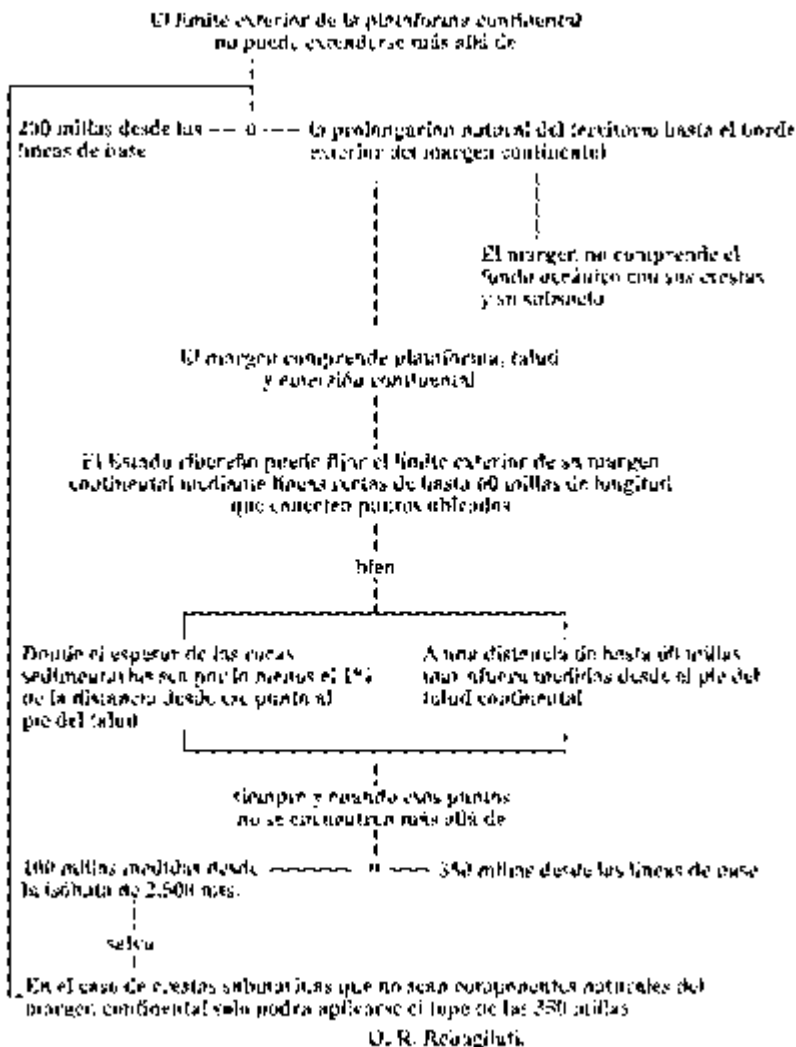 El límite exterior de la plataforma continental
no puede extenderse más allá de
200 millas desde las --- o --- la prolongación natural del territorio hasta el borde
líneas de base
exterior del margen continental
El margen no comprende el
fondo oceánico con sus crestas
y su subsuelo
El margen comprende plataforma, talud
y emersión continental
El Estado ribereño puede fijar el límite exterior de su margen
continental mediante líneas rectas de hasta 60 millas de longitud
que conecten puntos ubicados
bien
Donde el espesor de las rocas
sedimentarias sea por lo menos el 1%
de la distancia desde ese punto al
pie del talud
A una distancia de hasta 60 millas
mar afuera medidas desde el pie del
talud continental
siempre y cuando esos puntos
no se encuentren más allá de
100 millas medidas desde
la isóbata de 2.500 mts.
o
350 millas desde las líneas de base
salvo
En el caso de crestas submarinas que no sean componentes naturales del
margen continental solo podrá aplicarse el tope de las 350 millas
O. R.